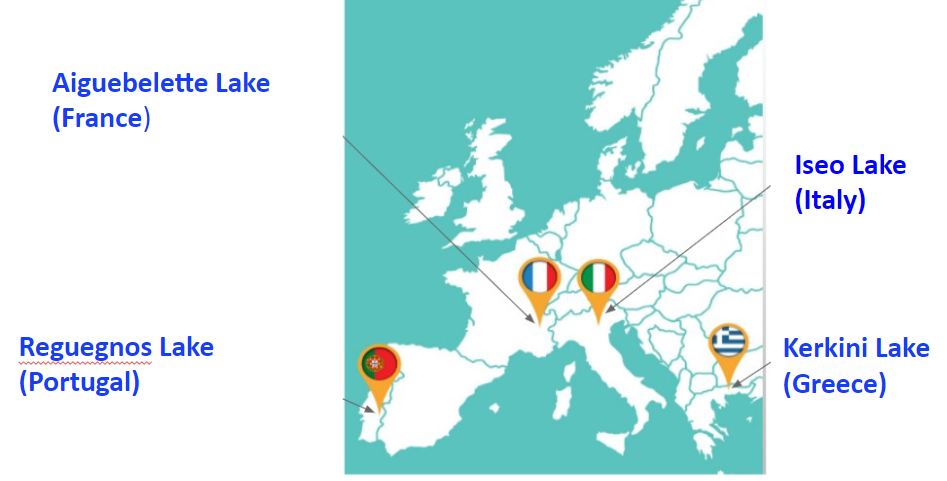 Aiguebelette Lake
(France)
Iseo Lake
(Italy)
Reguegnos Lake
(Portugal)
Kerkini Lake
(Greece)